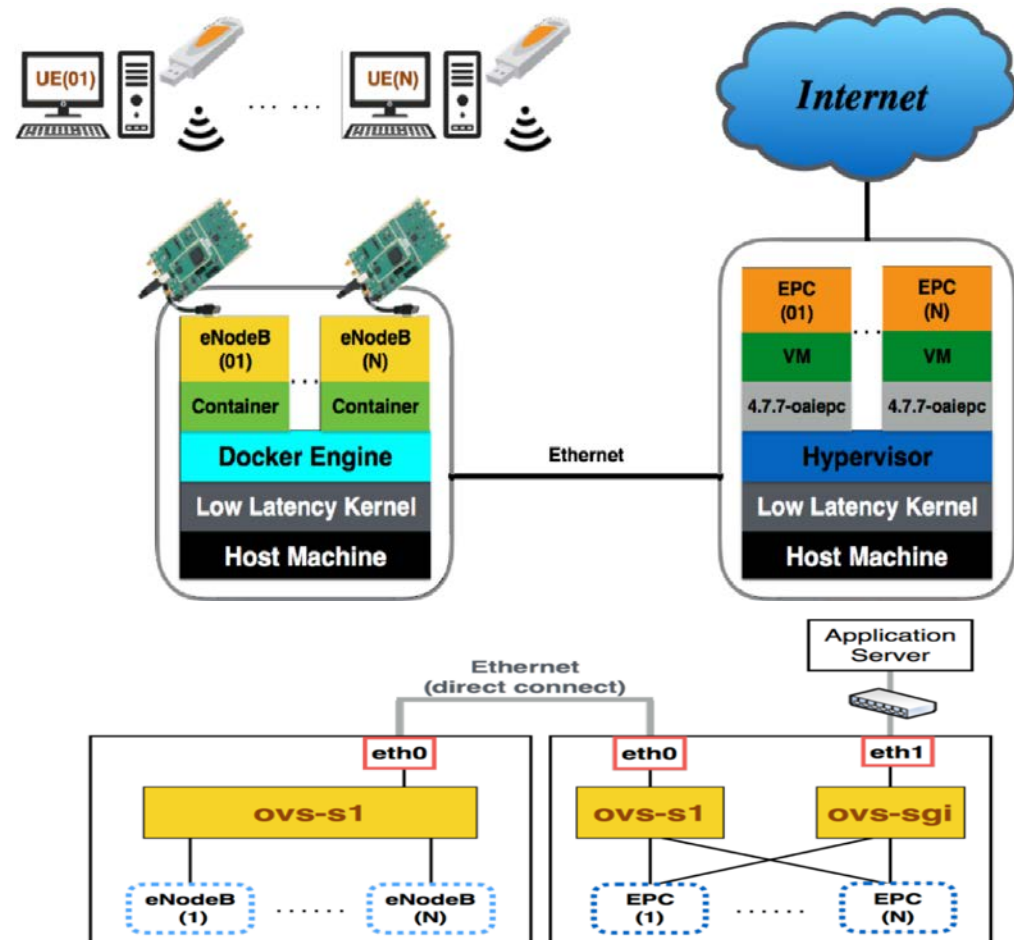 UE(01)
... ...
UE(N)
Internet
eNodeB
(01)
...
eNodeB
(N)
Container
Container
Docker Engine
Low Latency Kernel
Host Machine
Ethernet
EPC
(01)
...
EPC
(N)
VM
VM
4.7.7-oaiepc
4.7.7-oaiepc
Hypervisor
Low Latency Kernel
Host Machine
Application
Server
Ethernet
(direct connect)
eth0
eth0
eth1
ovs-s1
ovs-s1
ovs-sgi
eNodeB
(1)
......
eNodeB
(N)
EPC
(1)
......
EPC
(N)